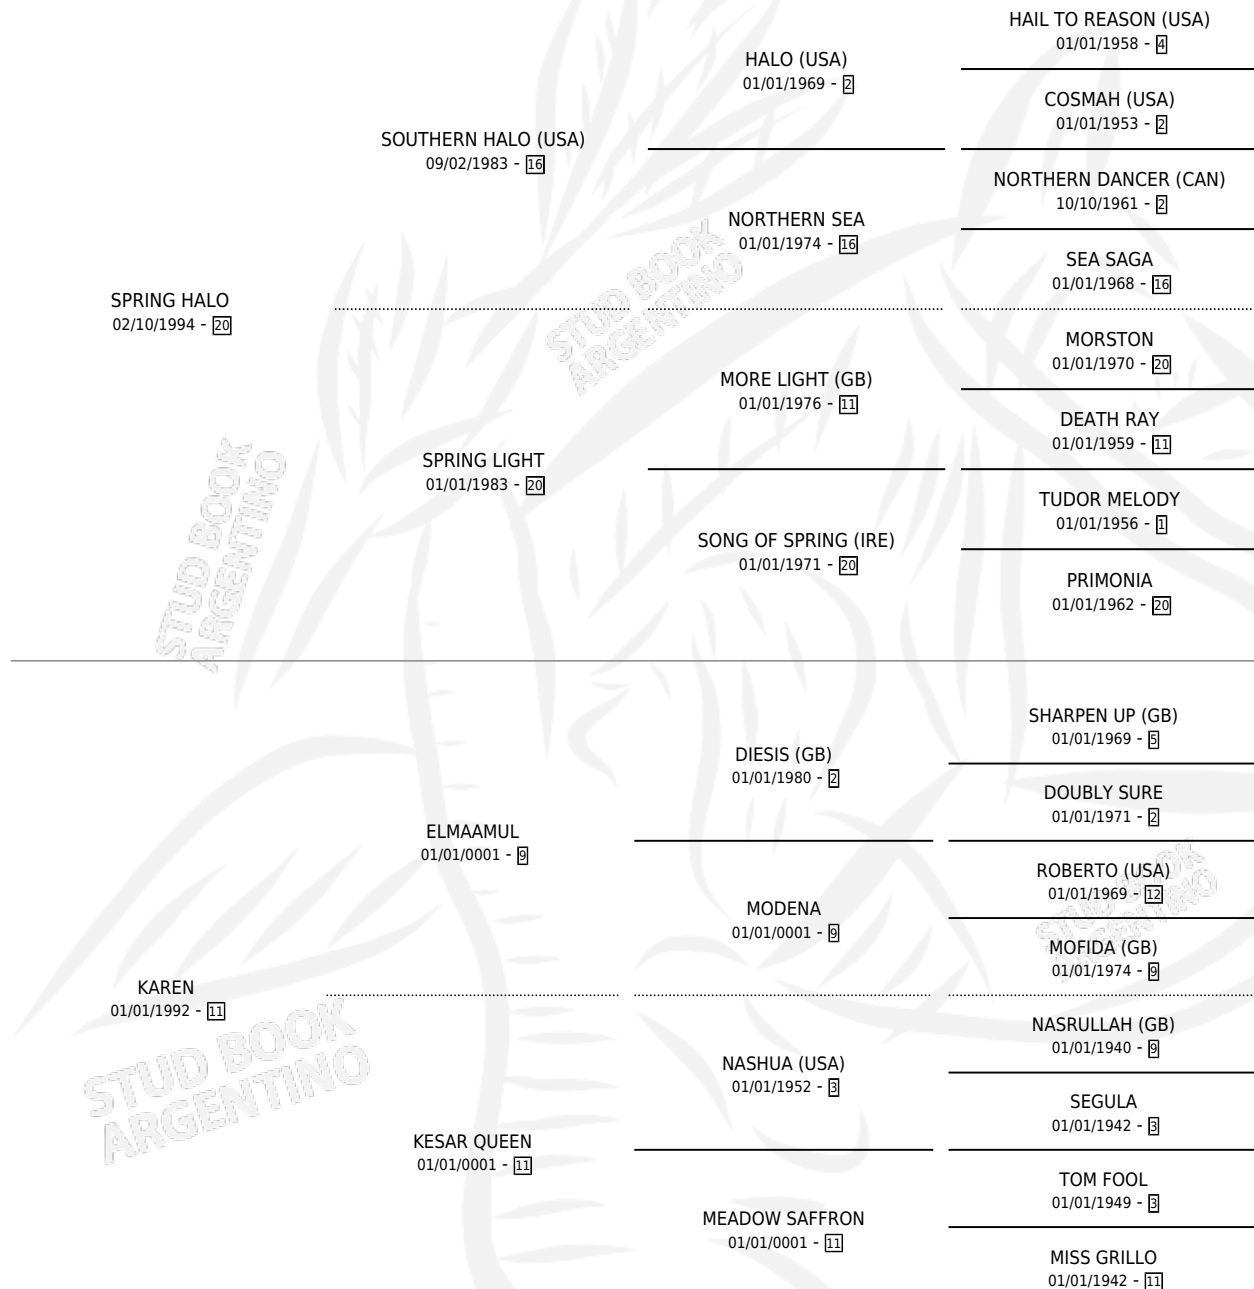 HAIL TO REASON (USA)
01/01/1958 - 4
HALO (USA)
01/01/1969 - 2
COSMAH (USA)
01/01/1953 - 2
SOUTHERN HALO (USA)
09/02/1983 - 16
NORTHERN DANCER (CAN)
10/10/1961 - 2
NORTHERN SEA
01/01/1974 - 16
SEA SAGA
01/01/1968 - 16
SPRING HALO
02/10/1994 - 20
MORSTON
01/01/1970 - 20
MORE LIGHT (GB)
01/01/1976 - 11
DEATH RAY
01/01/1959 - 11
SPRING LIGHT
01/01/1983 - 20
TUDOR MELODY
01/01/1956 - 1
SONG OF SPRING (IRE)
01/01/1971 - 20
PRIMONIA
01/01/1962 - 20
SHARPEN UP (GB)
01/01/1969 - 5
DIESIS (GB)
01/01/1980 - 2
DOUBLY SURE
01/01/1971 - 2
ELMAAMUL
01/01/0001 - 9
ROBERTO (USA)
01/01/1969 - 12
MODENA
01/01/0001 - 9
MOFIDA (GB)
01/01/1974 - 9
KAREN
01/01/1992 - 11
NASRULLAH (GB)
01/01/1940 - 9
NASHUA (USA)
01/01/1952 - 3
SEGULA
01/01/1942 - 3
KESAR QUEEN
01/01/0001 - 11
TOM FOOL
01/01/1949 - 3
MEADOW SAFFRON
01/01/0001 - 11
MISS GRILLO
01/01/1942 - 11
STUD BOOK
ARGENTINO
STUD BOOK
ARGENTINO
STUD BOOK
ARGENTINO
STUD BOOK
ARGENTINO